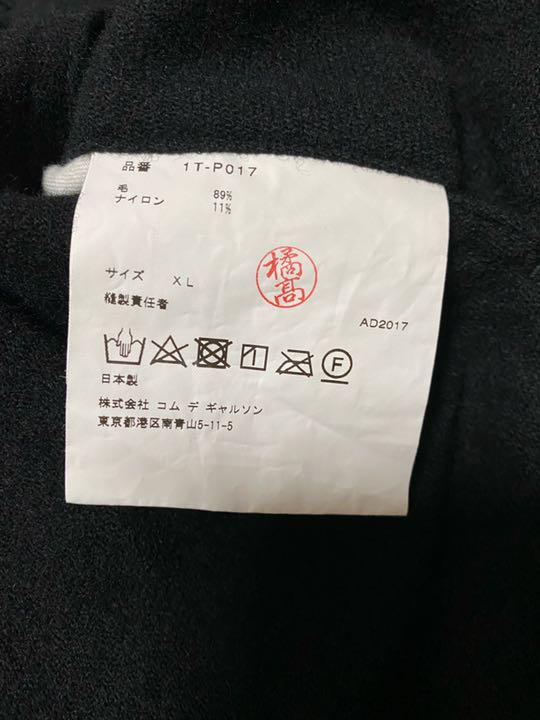 品番 1T-P017
毛 89%
ナイロン 11%
サイズ XL
橘髙
縫製責任者
AD2017
F
日本製
株式会社 コム デ ギャルソン
東京都港区南青山5-11-5